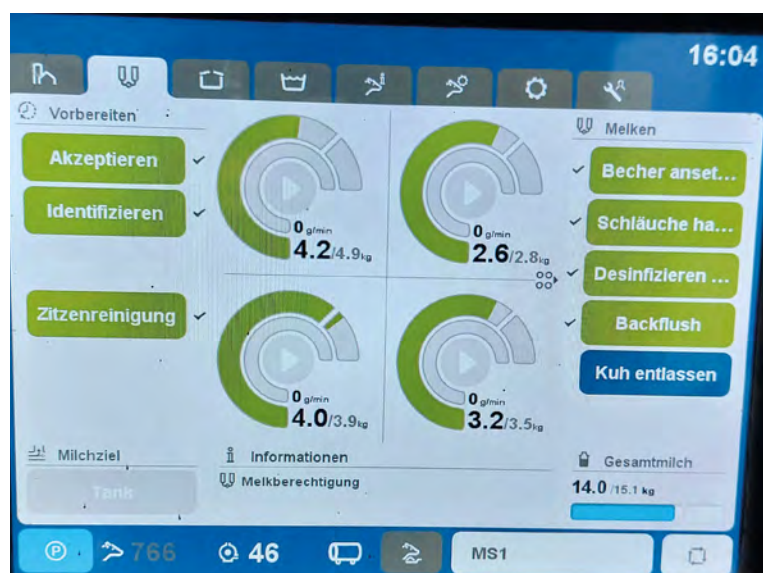 16:04
Vorbereiten
Melken
Akzeptieren
Identifizieren
Zitzenreinigung
0 g/min
4.2/4.9kg
0 g/min
2.6/2.8kg
0 g/min
4.0/3.9kg
0 g/min
3.2/3.5kg
Becher anset...
Schläuche ha...
Desinfizieren ...
Backflush
Kuh entlassen
Milchziel
Tank
Informationen
Melkberechtigung
Gesamtmilch
14.0 /15.1 kg
P
766
46
MS1